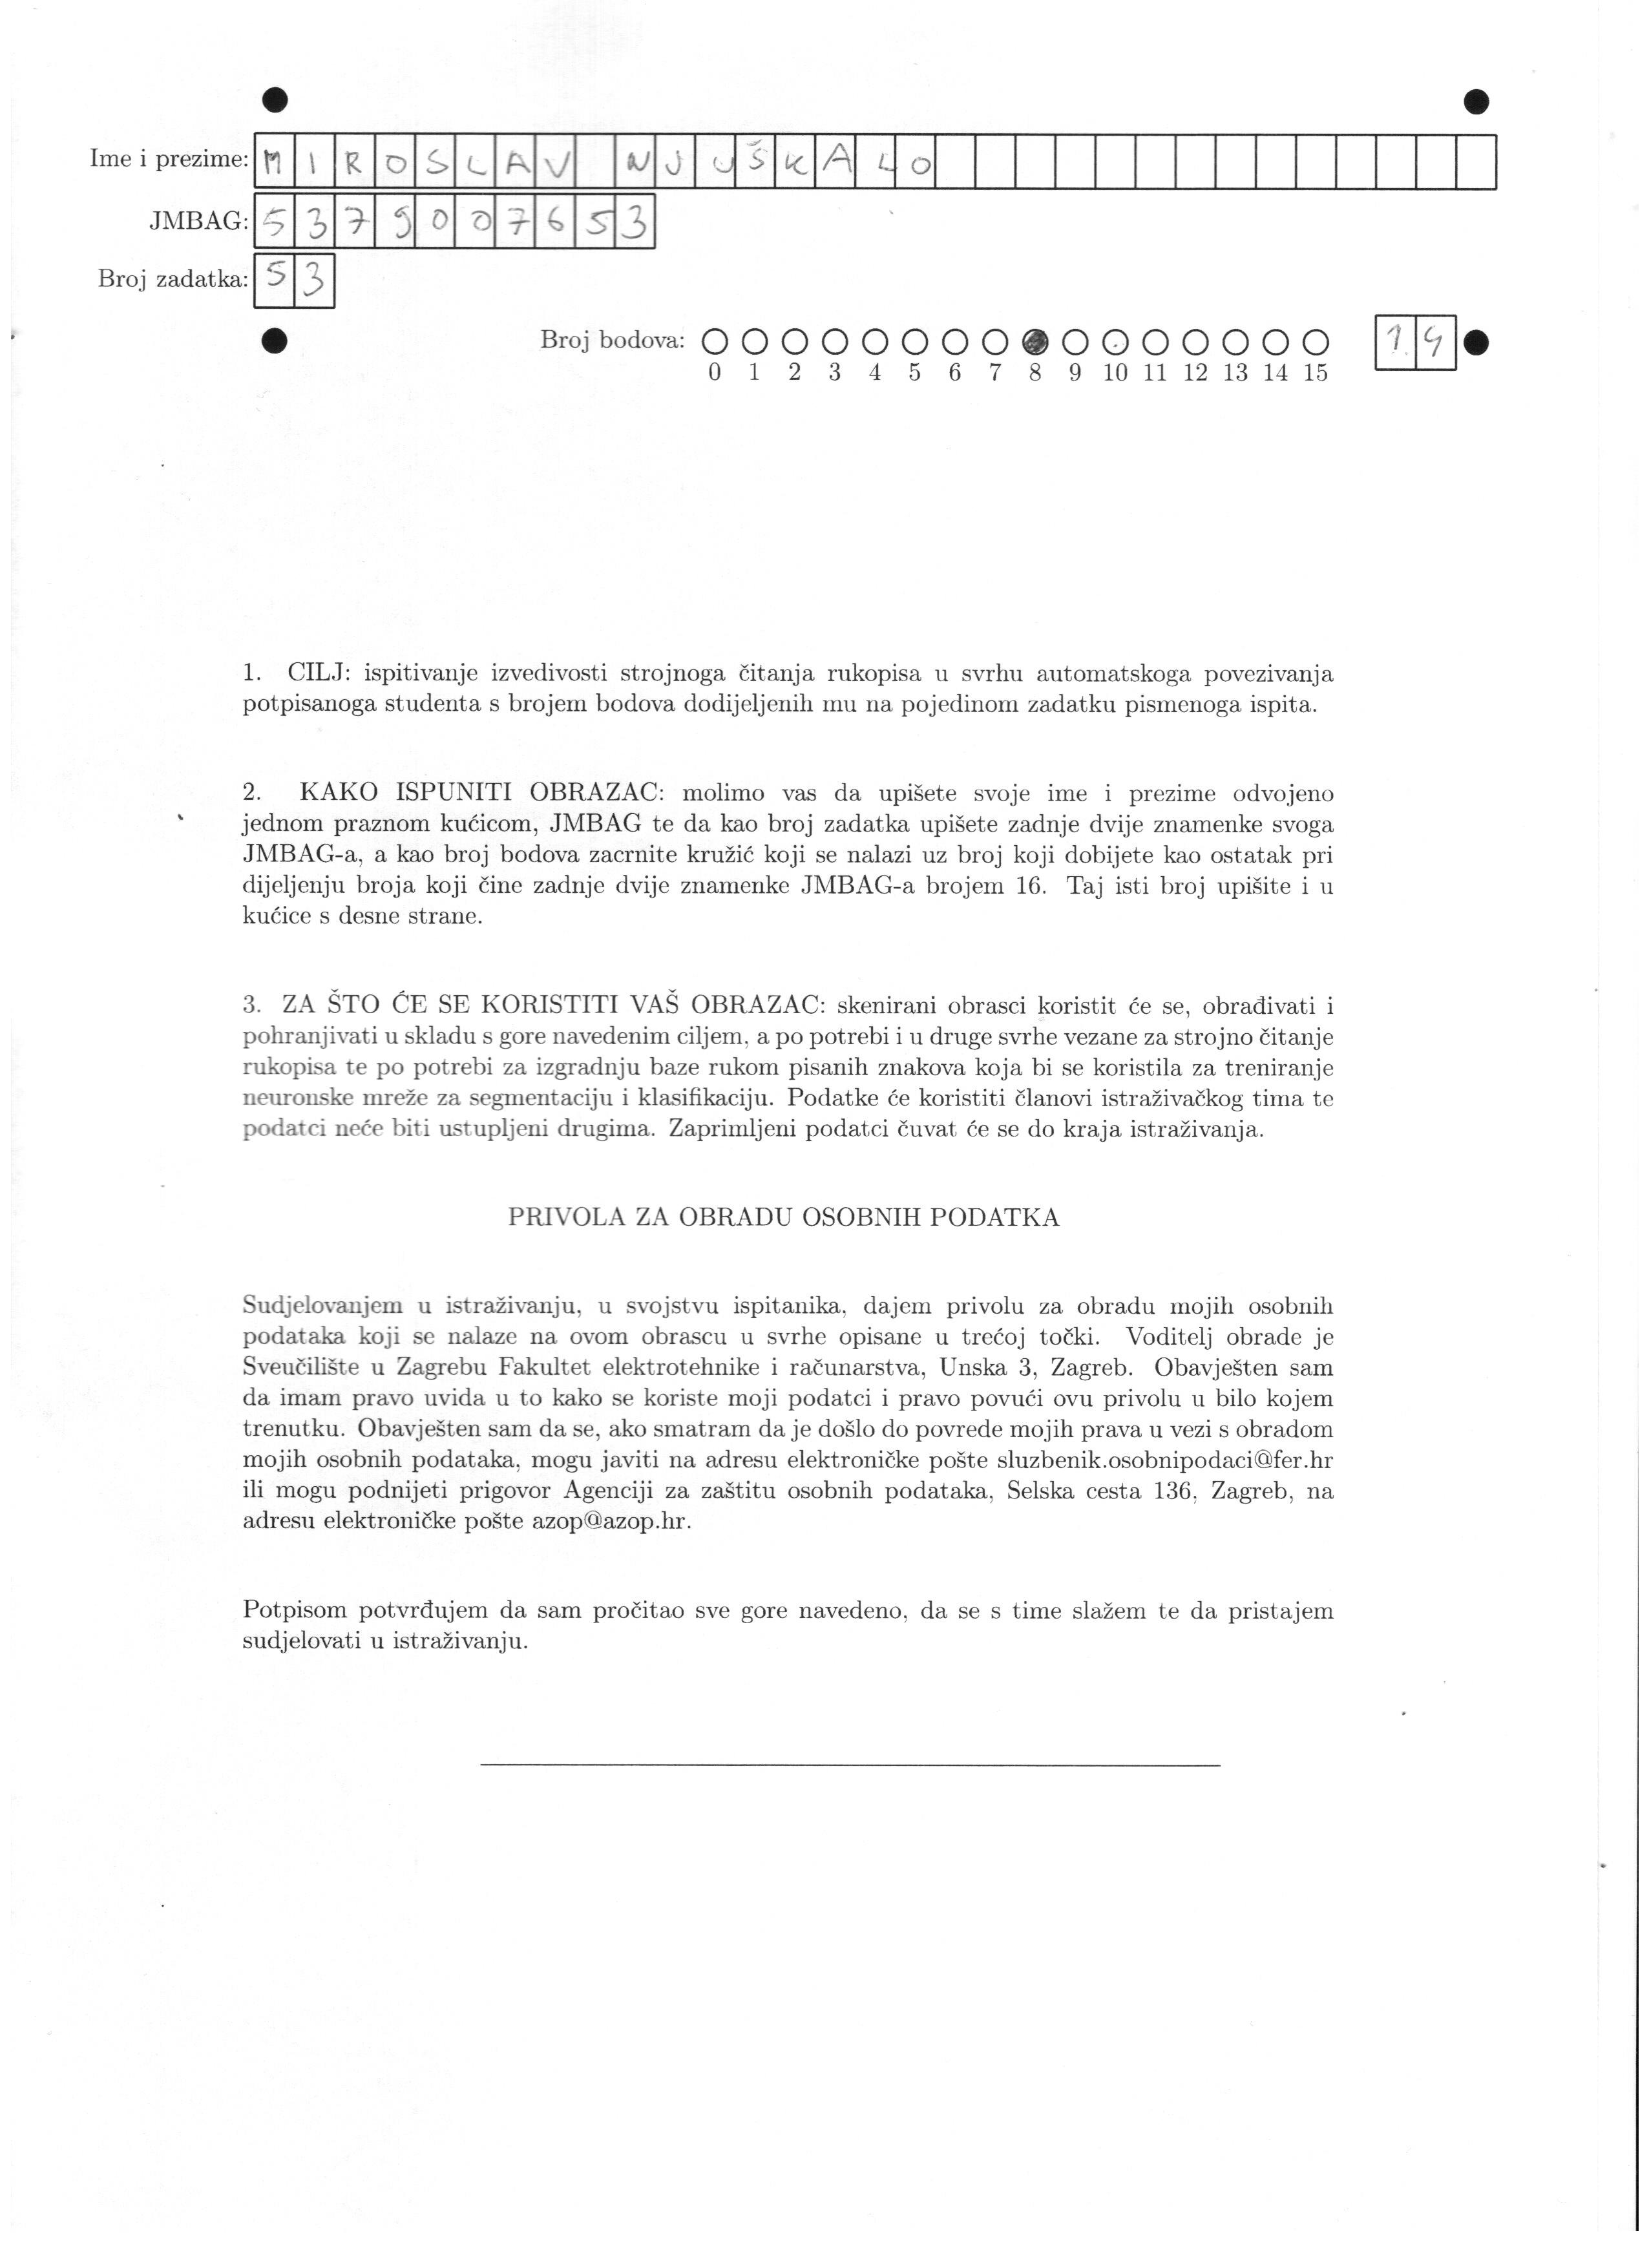 Ime i prezime: MIROSLAV NJUŠKALO
JMBAG: 5379007653
Broj zadatka: 53
Broj bodova: 0 1 2 3 4 5 6 7 8 9 10 11 12 13 14 15
1. CILJ: ispitivanje izvedivosti strojnoga čitanja rukopisa u svrhu automatskoga povezivanja
potpisanoga studenta s brojem bodova dodijeljenih mu na pojedinom zadatku pismenoga ispita.
2. KAKO ISPUNITI OBRAZAC: molimo vas da upišete svoje ime i prezime odvojeno
jednom praznom kućicom, JMBAG te da kao broj zadatka upišete zadnje dvije znamenke svoga
JMBAG-a, a kao broj bodova zacrnite kružić koji se nalazi uz broj koji dobijete kao ostatak pri
dijeljenju broja koji čine zadnje dvije znamenke JMBAG-a brojem 16. Taj isti broj upišite i u
kućice s desne strane.
3. ZA ŠTO ĆE SE KORISTITI VAŠ OBRAZAC: skenirani obrasci koristit će se, obrađivati i
pohranjivati u skladu s gore navedenim ciljem, a po potrebi i u druge svrhe vezane za strojno čitanje
rukopisa te po potrebi za izgradnju baze rukom pisanih znakova koja bi se koristila za treniranje
neuronske mreže za segmentaciju i klasifikaciju. Podatke će koristiti članovi istraživačkog tima te
podatci neće biti ustupljeni drugima. Zaprimljeni podatci čuvat će se do kraja istraživanja.
PRIVOLA ZA OBRADU OSOBNIH PODATKA
Sudjelovanjem u istraživanju, u svojstvu ispitanika, dajem privolu za obradu mojih osobnih
podataka koji se nalaze na ovom obrascu u svrhe opisane u trećoj točki. Voditelj obrade je
Sveučilište u Zagrebu Fakultet elektrotehnike i računarstva, Unska 3, Zagreb. Obavješten sam
da imam pravo uvida u to kako se koriste moji podatci i pravo povući ovu privolu u bilo kojem
trenutku. Obavješten sam da se, ako smatram da je došlo do povrede mojih prava u vezi s obradom
mojih osobnih podataka, mogu javiti na adresu elektroničke pošte sluzbenik.osobnipodaci@fer.hr
ili mogu podnijeti prigovor Agenciji za zaštitu osobnih podataka, Selska cesta 136, Zagreb, na
adresu elektroničke pošte azop@azop.hr.
Potpisom potvrđujem da sam pročitao sve gore navedeno, da se s time slažem te da pristajem
sudjelovati u istraživanju.